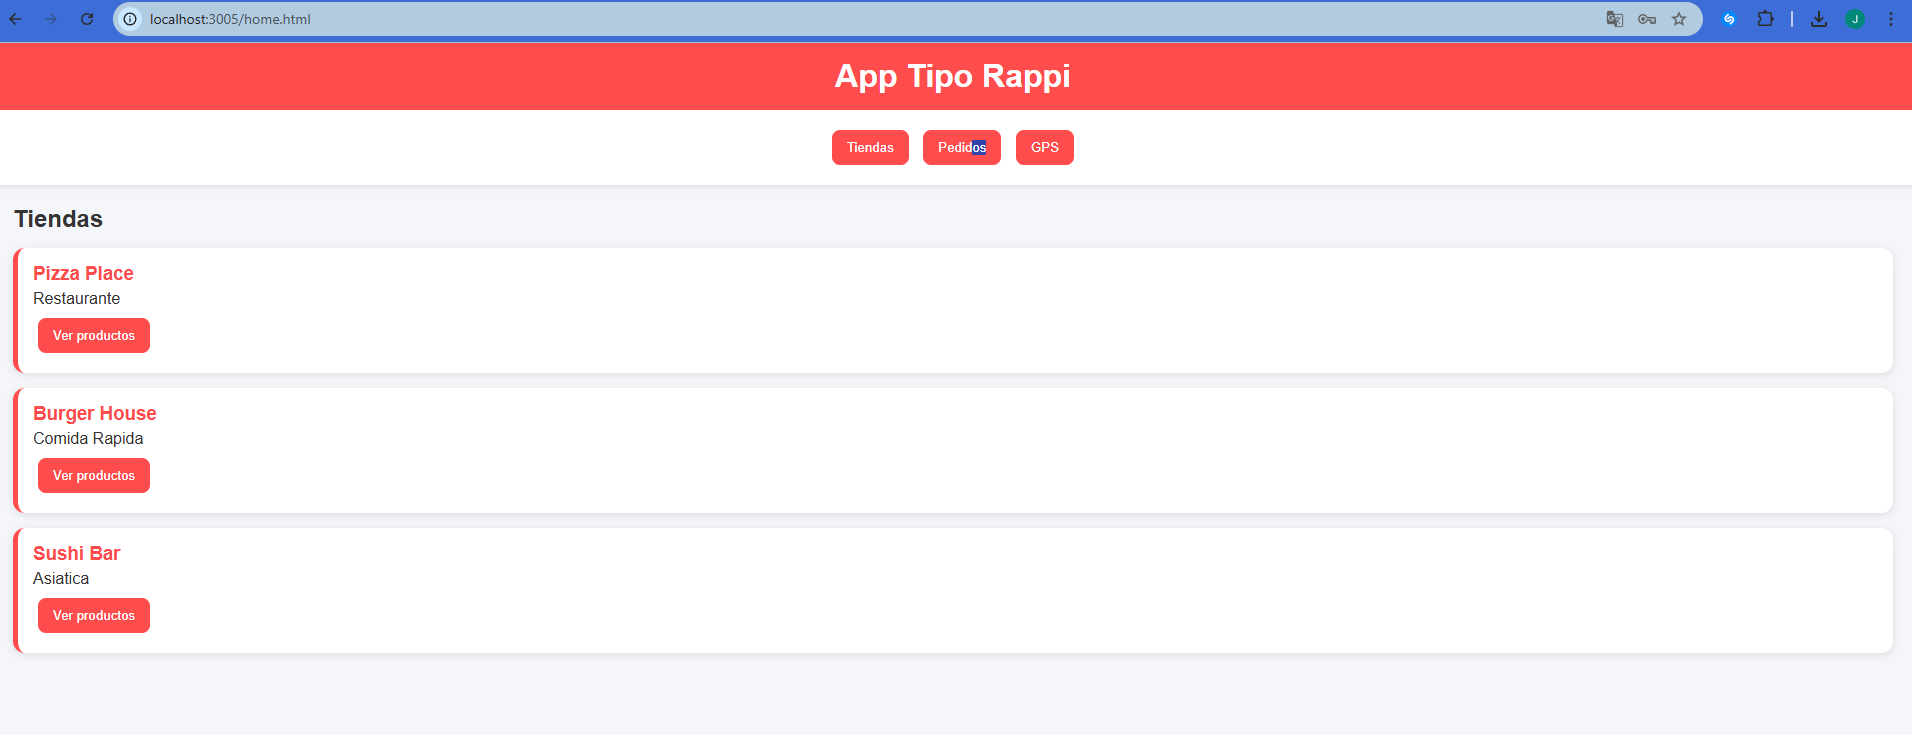 localhost:3005/home.html
J
App Tipo Rappi
Tiendas Pedidos GPS
Tiendas
Pizza Place
Restaurante
Ver productos
Burger House
Comida Rapida
Ver productos
Sushi Bar
Asiatica
Ver productos